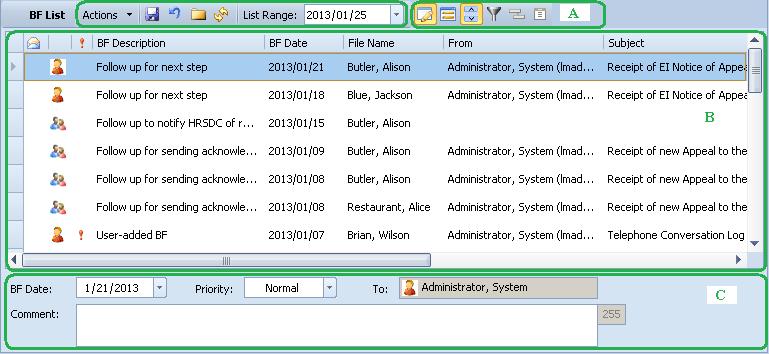 BF List Actions List Range: 2013/01/25 A
! BF Description BF Date File Name From Subject
Follow up for next step 2013/01/21 Butler, Alison Administrator, System (lmad... Receipt of EI Notice of Appea
Follow up for next step 2013/01/18 Blue, Jackson Administrator, System (lmad... Receipt of EI Notice of Appea
Follow up to notify HRSDC of r... 2013/01/15 Butler, Alison
B
Follow up for sending acknowle... 2013/01/09 Butler, Alison Administrator, System (lmad... Receipt of new Appeal to the
Follow up for sending acknowle... 2013/01/08 Butler, Alison Administrator, System (lmad... Receipt of new Appeal to the
Follow up for sending acknowle... 2013/01/08 Restaurant, Alice Administrator, System (lmad... Receipt of new Appeal to the
! User-added BF 2013/01/07 Brian, Wilson Administrator, System (lmad... Telephone Conversation Log
BF Date: 1/21/2013 Priority: Normal To: Administrator, System C
Comment: 255